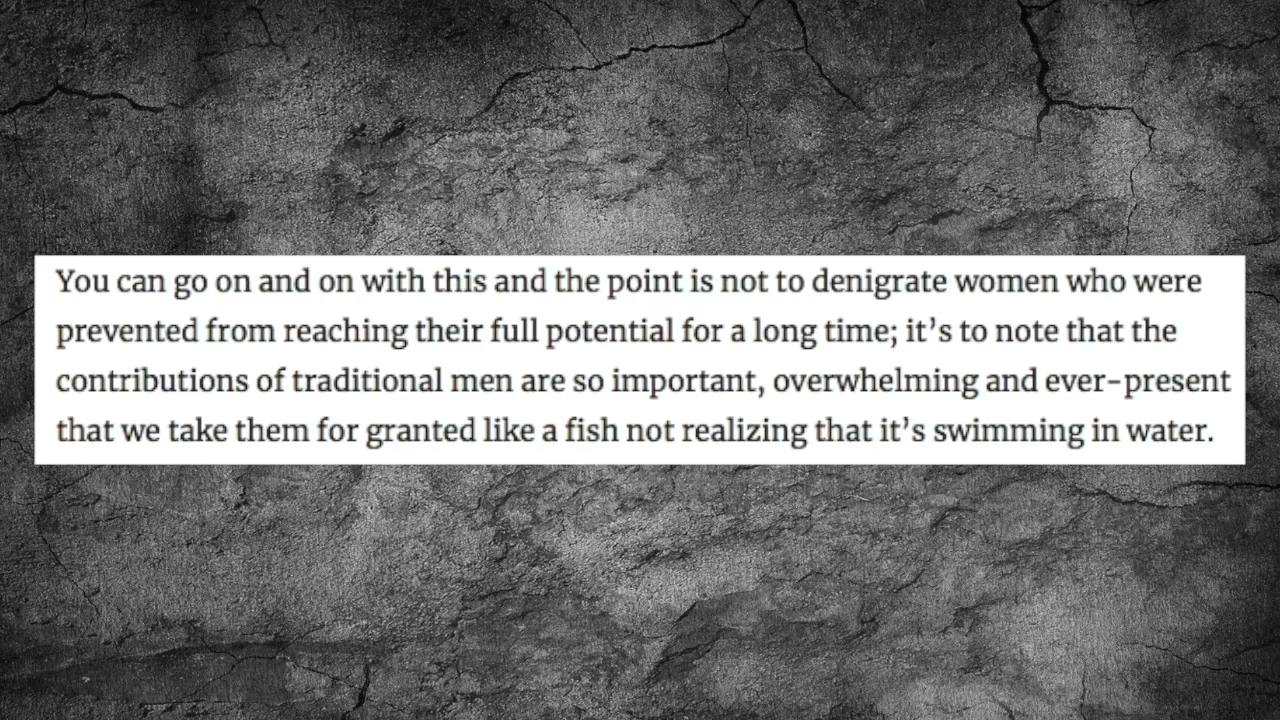 You can go on and on with this and the point is not to denigrate women who were
prevented from reaching their full potential for a long time; it’s to note that the
contributions of traditional men are so important, overwhelming and ever-present
that we take them for granted like a fish not realizing that it’s swimming in water.